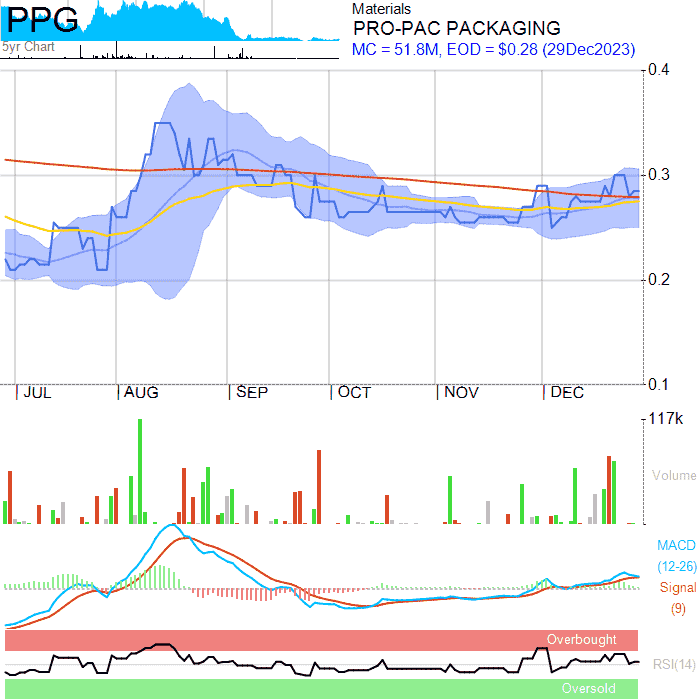 PPG
5yr Chart
Materials
PRO-PAC PACKAGING
MC = 51.8M, EOD = $0.28 (29Dec2023)
0.4
0.3
0.2
0.1
JUL AUG SEP OCT NOV DEC
117k
Volume
MACD
(12-26)
Signal
(9)
Overbought
RSI(14)
Oversold